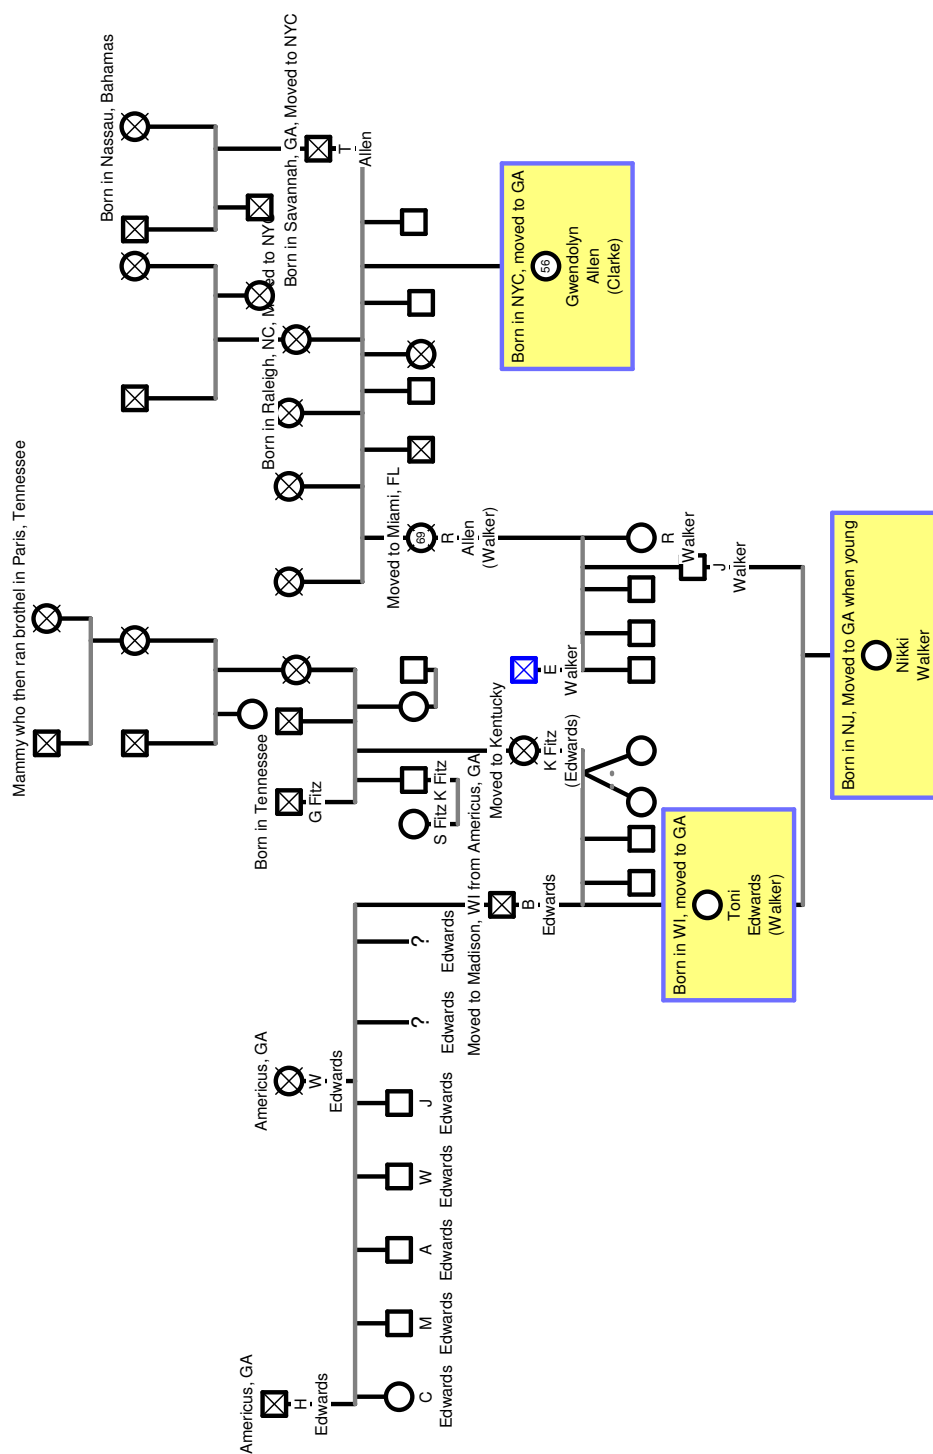 Mammy who then ran brothel in Paris, Tennessee
Born in Nassau, Bahamas
Americus, GA
H
Edwards
Americus, GA
W
Edwards
Born in Tennessee
G Fitz
Born in Raleigh, NC, Moved to NYC
Born in Savannah, GA, Moved to NYC
T
Allen
C
Edwards
M
Edwards
A
Edwards
W
Edwards
J
Edwards
?
Edwards
?
Edwards
S Fitz
K Fitz
Moved to Miami, FL
69
R
Allen
(Walker)
Moved to Madison, WI from Americus, GA
B
Edwards
Moved to Kentucky
K Fitz
(Edwards)
E
Walker
Born in NYC, moved to GA
56
Gwendolyn
Allen
(Clarke)
Born in WI, moved to GA
Toni
Edwards
(Walker)
R
Walker
J
Walker
Born in NJ, Moved to GA when young
Nikki
Walker